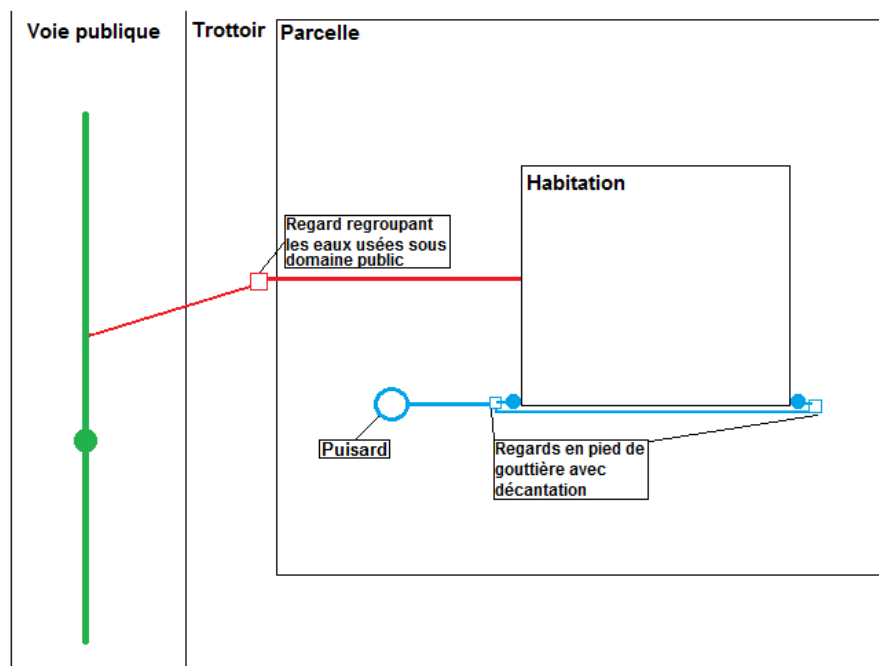 Voie publique
Trottoir
Parcelle
Habitation
Regard regroupant
les eaux usées sous
domaine public
Puisard
Regards en pied de
gouttière avec
décantation